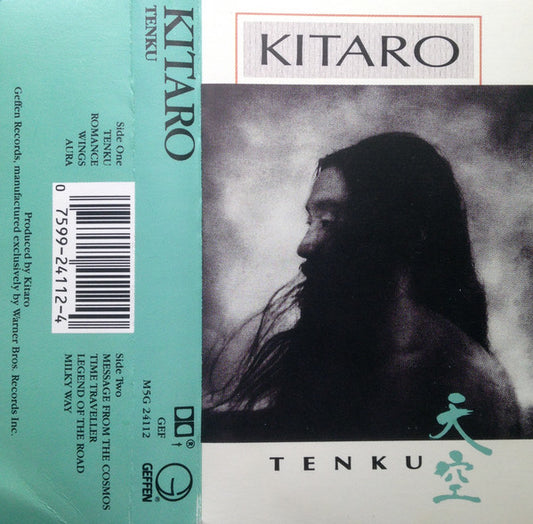 KITARO
TENKU
天空
KITARO
TENKU
Side One
TENKU
ROMANCE
WINGS
AURA
0 7599-24112-4
Side Two
MESSAGE FROM THE COSMOS
TIME TRAVELLER
LEGEND OF THE ROAD
MILKY WAY
Produced by Kitaro
Geffen Records, manufactured exclusively by Warner Bros. Records Inc.
GEF
M5G 24112
GEFFEN